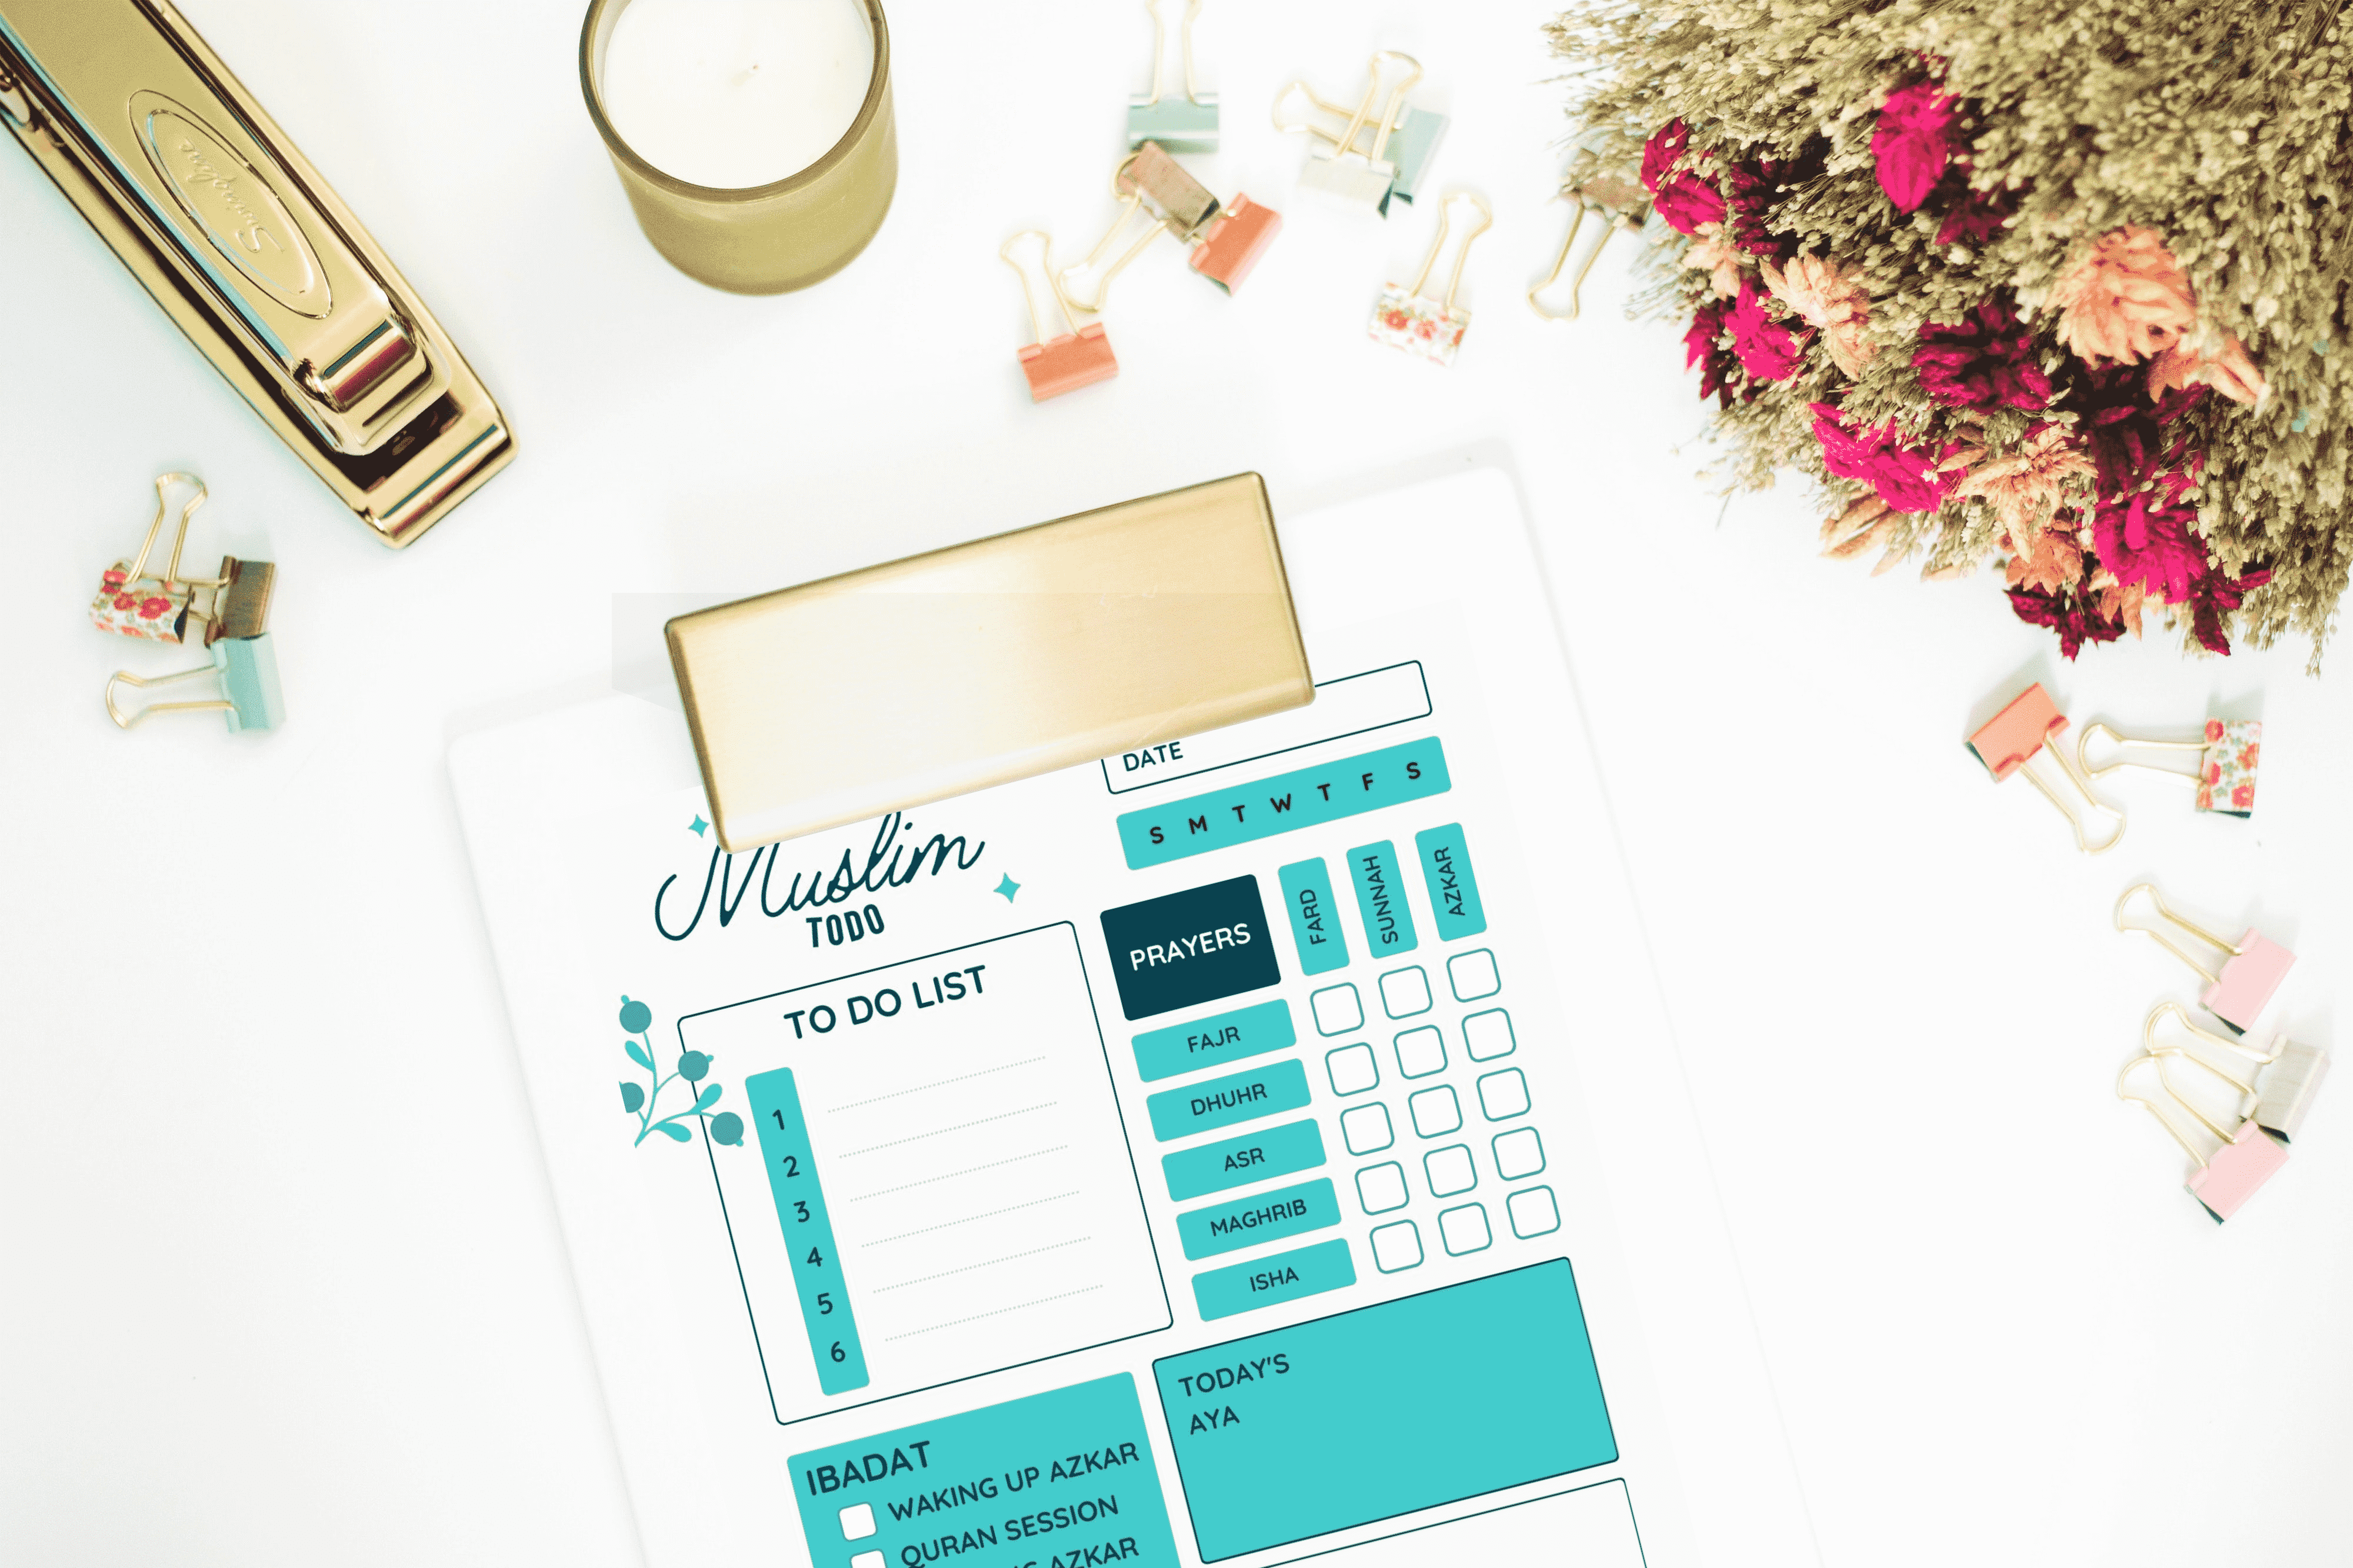 Swingline
DATE
S M T W T F S
Muslim
TODO
PRAYERS
FARD
SUNNAH
AZKAR
FAJR
DHUHR
ASR
MAGHRIB
ISHA
TO DO LIST
1
2
3
4
5
6
TODAY'S
AYA
IBADAT
WAKING UP AZKAR
QURAN SESSION
AZKAR